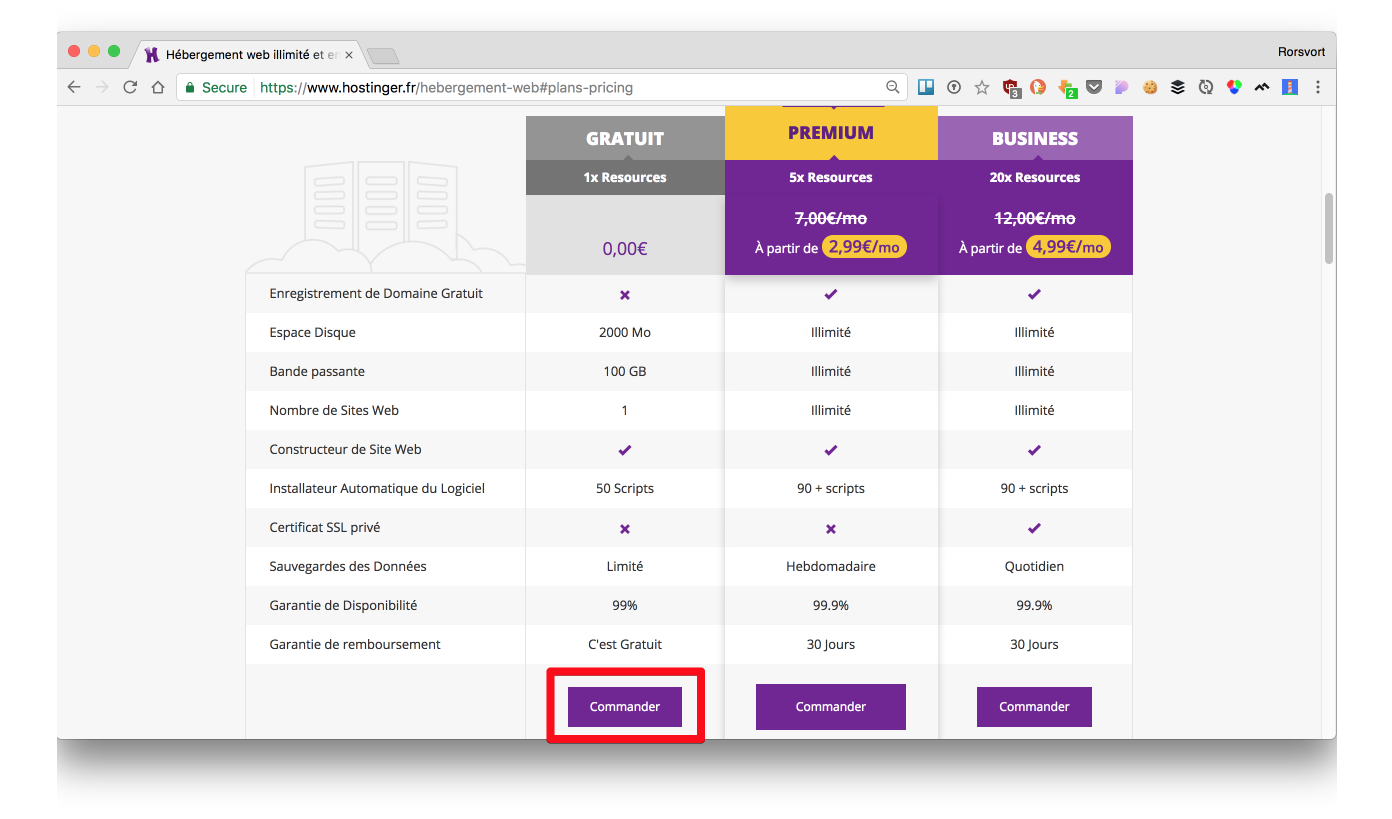 Hébergement web illimité et en
Rorsvort
Secure https://www.hostinger.fr/hebergement-web#plans-pricing
3
2
GRATUIT PREMIUM BUSINESS
1x Resources 5x Resources 20x Resources
7,00€/mo 12,00€/mo
0,00€ À partir de 2,99€/mo À partir de 4,99€/mo
Enregistrement de Domaine Gratuit
Espace Disque 2000 Mo Illimité Illimité
Bande passante 100 GB Illimité Illimité
Nombre de Sites Web 1 Illimité Illimité
Constructeur de Site Web
Installateur Automatique du Logiciel 50 Scripts 90 + scripts 90 + scripts
Certificat SSL privé
Sauvegardes des Données Limité Hebdomadaire Quotidien
Garantie de Disponibilité 99% 99.9% 99.9%
Garantie de remboursement C'est Gratuit 30 Jours 30 Jours
Commander Commander Commander